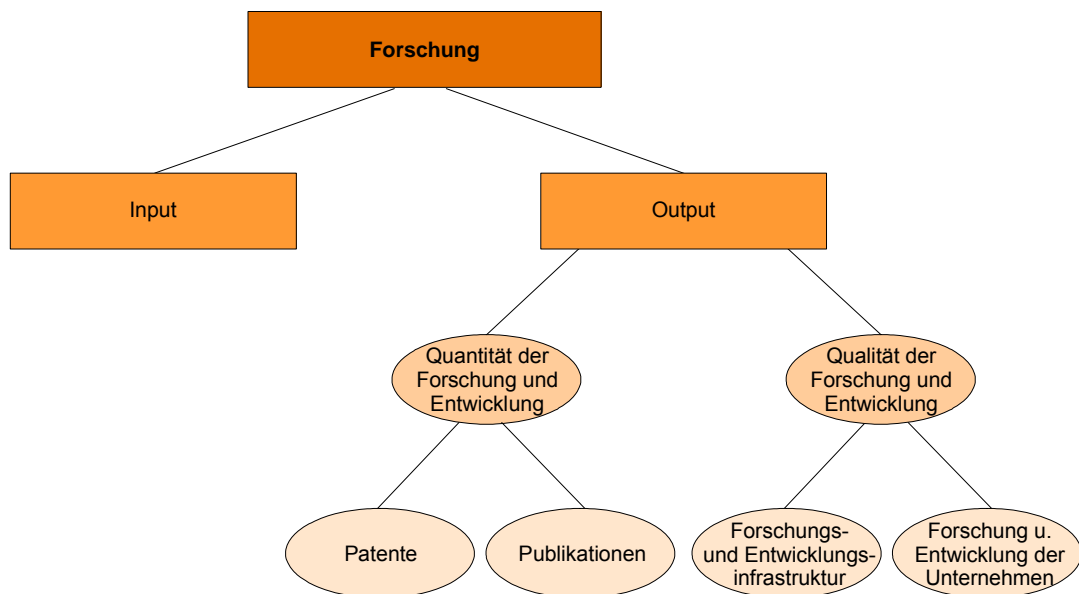 Forschung
Input
Output
Quantität der
Forschung und
Entwicklung
Qualität der
Forschung und
Entwicklung
Patente
Publikationen
Forschungs-
und Entwicklungs-
infrastruktur
Forschung u.
Entwicklung der
Unternehmen